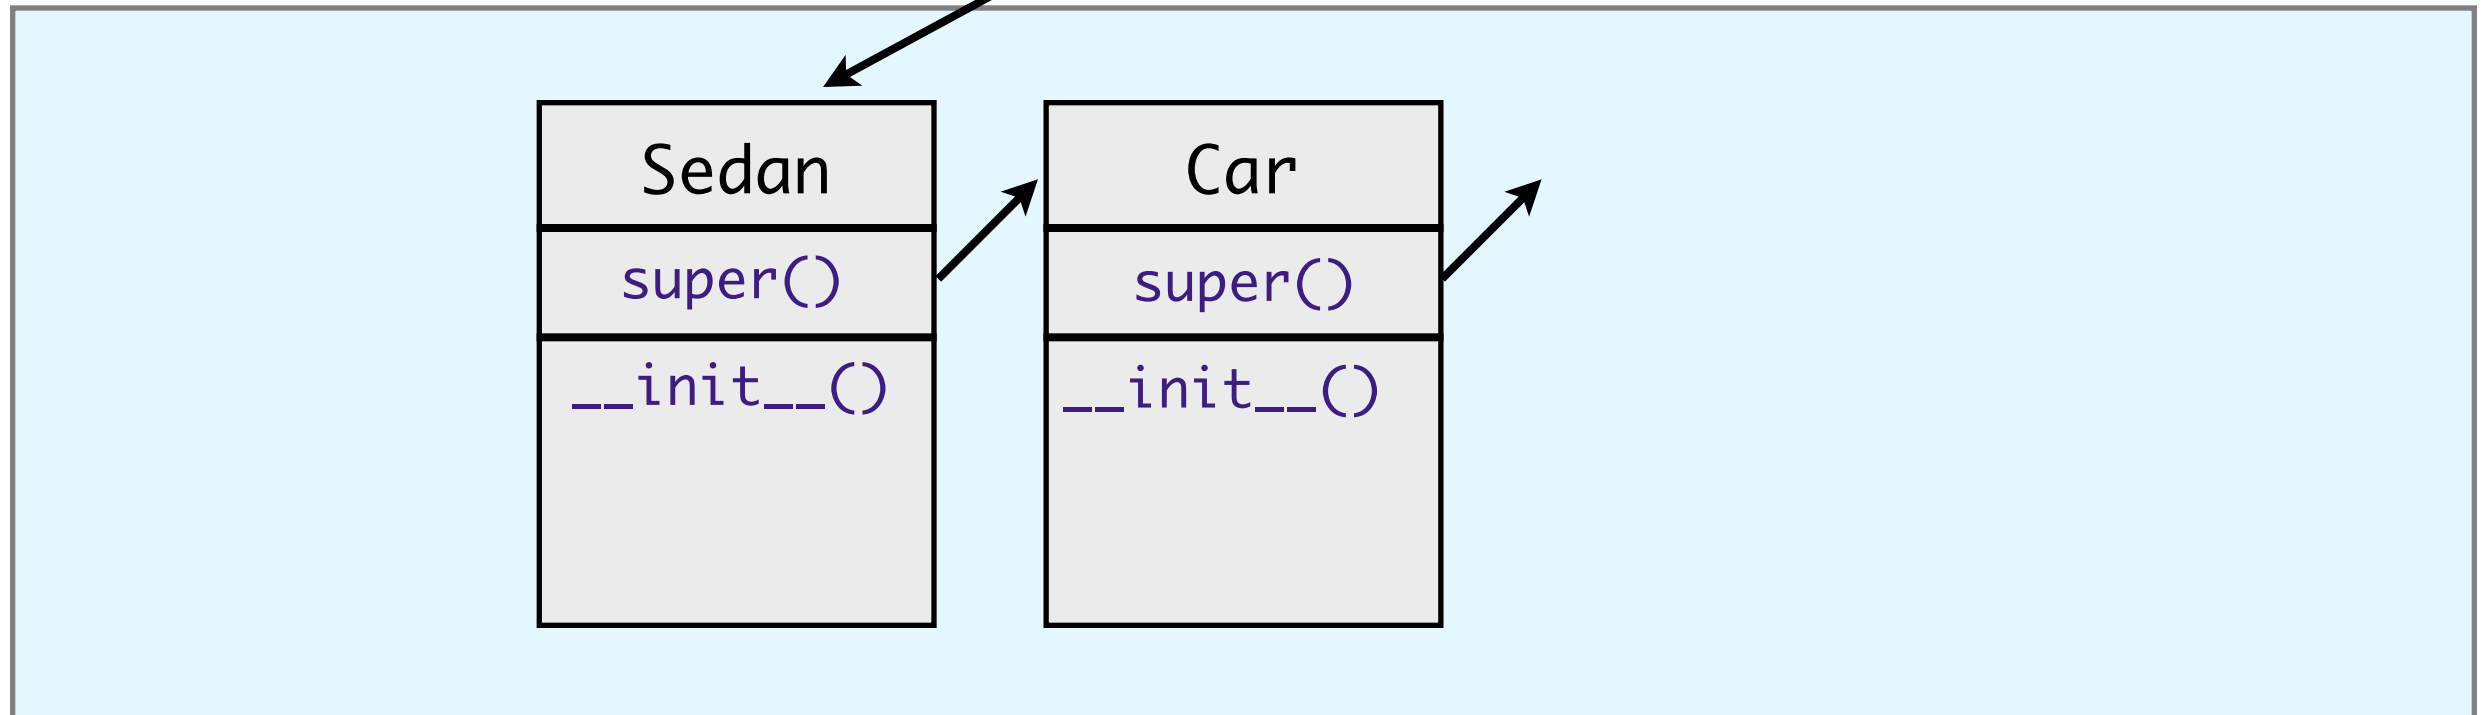 Sedan
super()
__init__()
Car
super()
__init__()